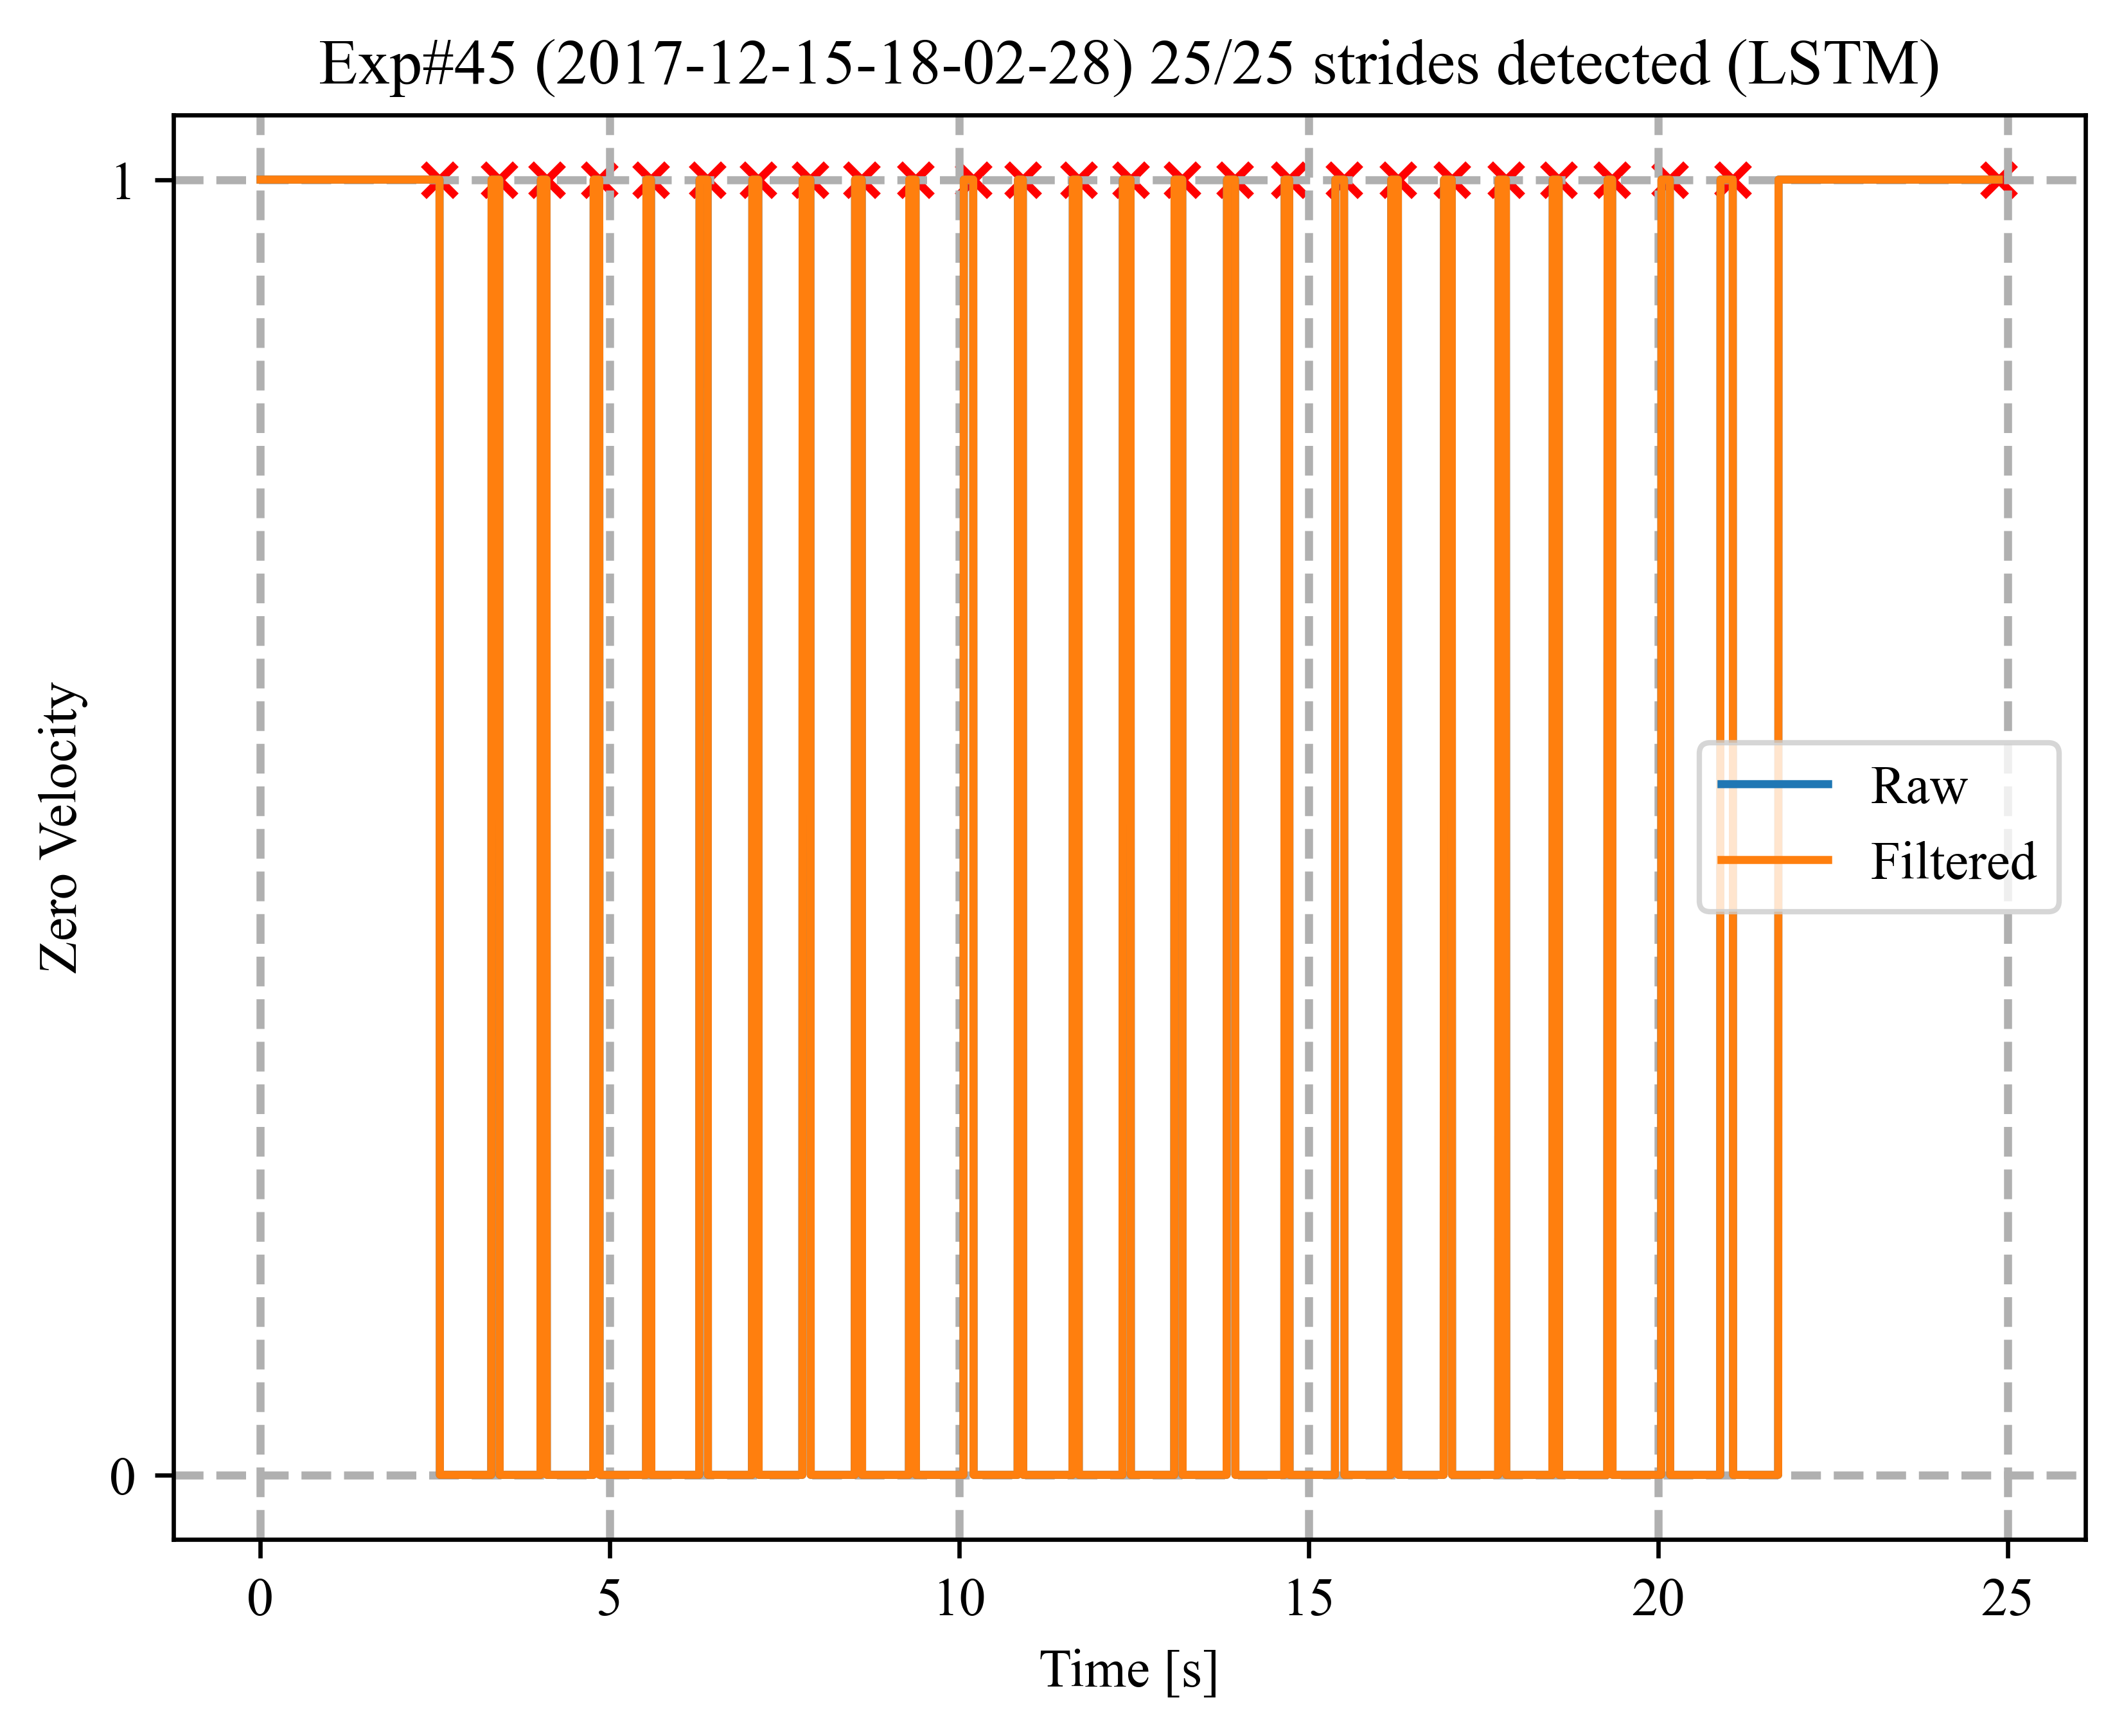 Exp#45 (2017-12-15-18-02-28) 25/25 strides detected (LSTM)
1
Zero Velocity
Raw
Filtered
0
0 5 10 15 20 25
Time [s]